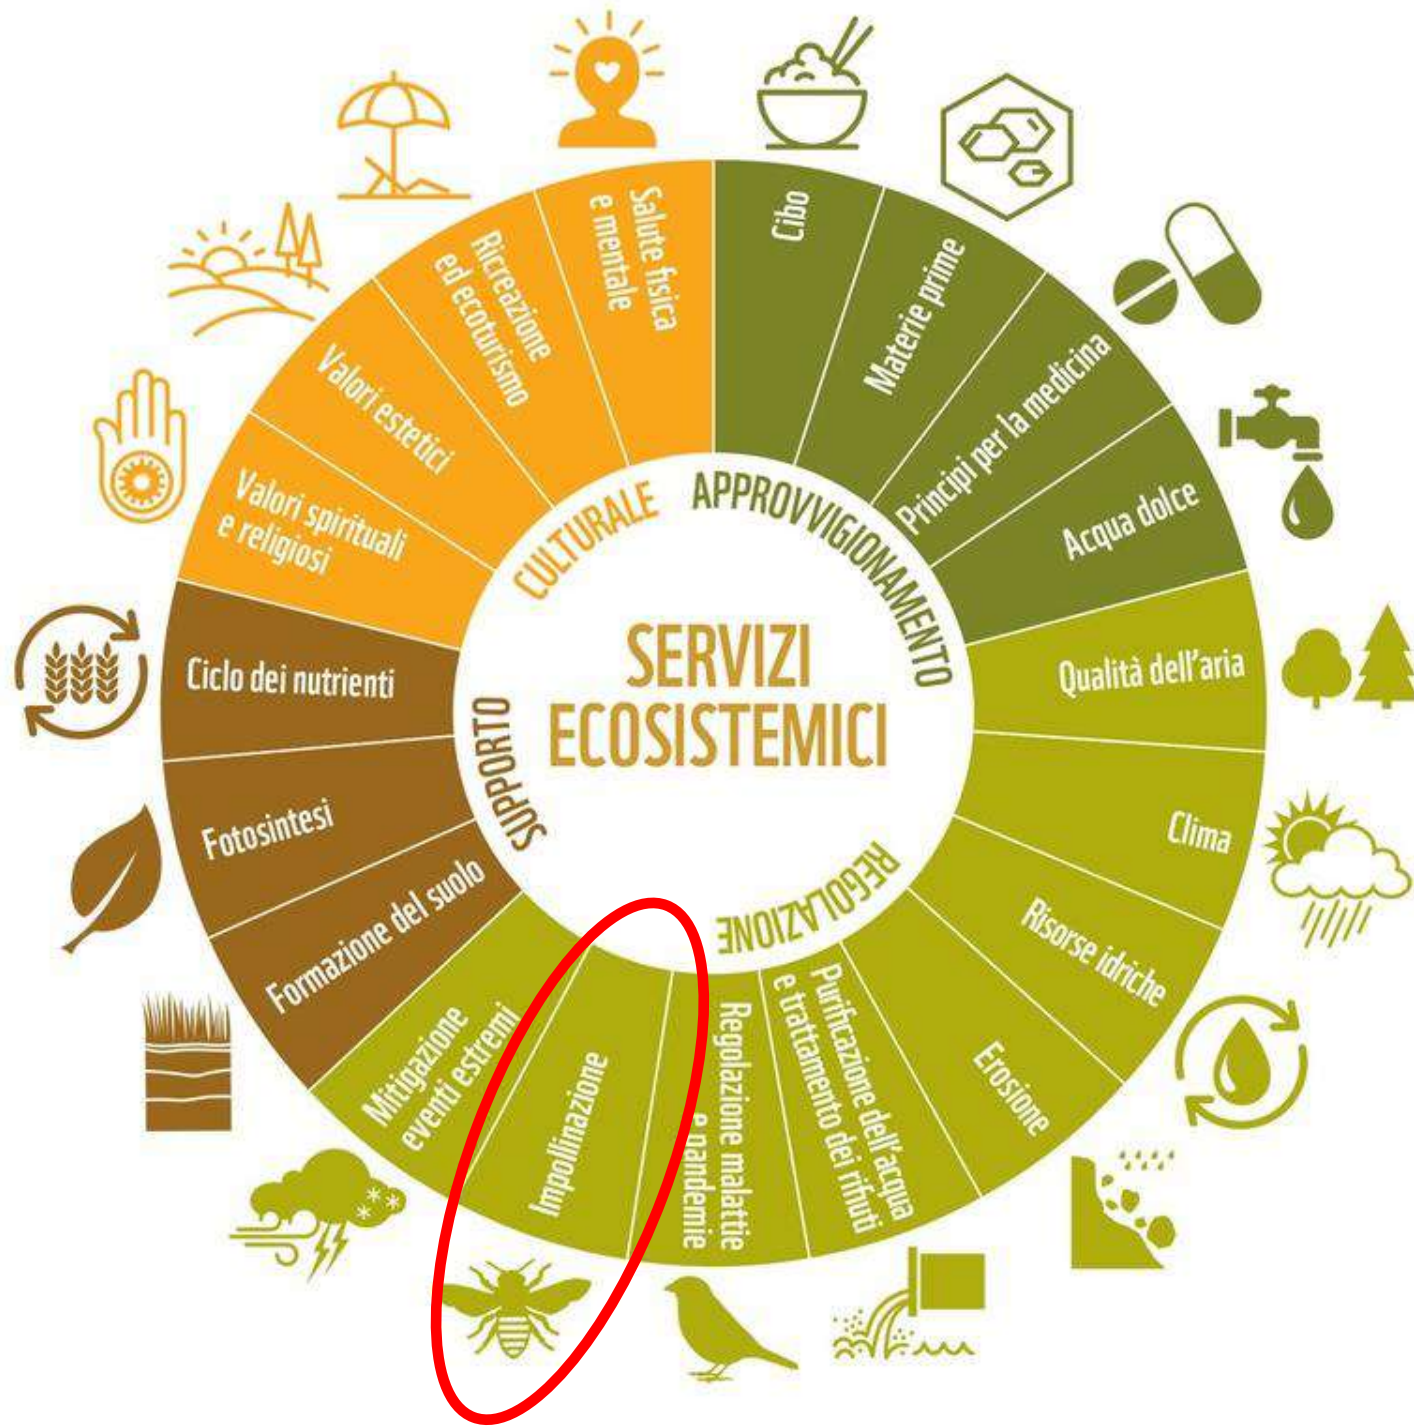 SERVIZI
ECOSISTEMICI
APPROVVIGIONAMENTO
Cibo
Materie prime
Principi per la medicina
Acqua dolce
REGOLAZIONE
Qualità dell'aria
Clima
Risorse idriche
Erosione
Purificazione dell'acqua
e trattamento dei rifiuti
Regolazione malattie
e pandemie
Impollinazione
Mitigazione
eventi estremi
SUPPORTO
Formazione del suolo
Fotosintesi
Ciclo dei nutrienti
CULTURALE
Valori spirituali
e religiosi
Valori estetici
Ricreazione
ed ecoturismo
Salute fisica
e mentale